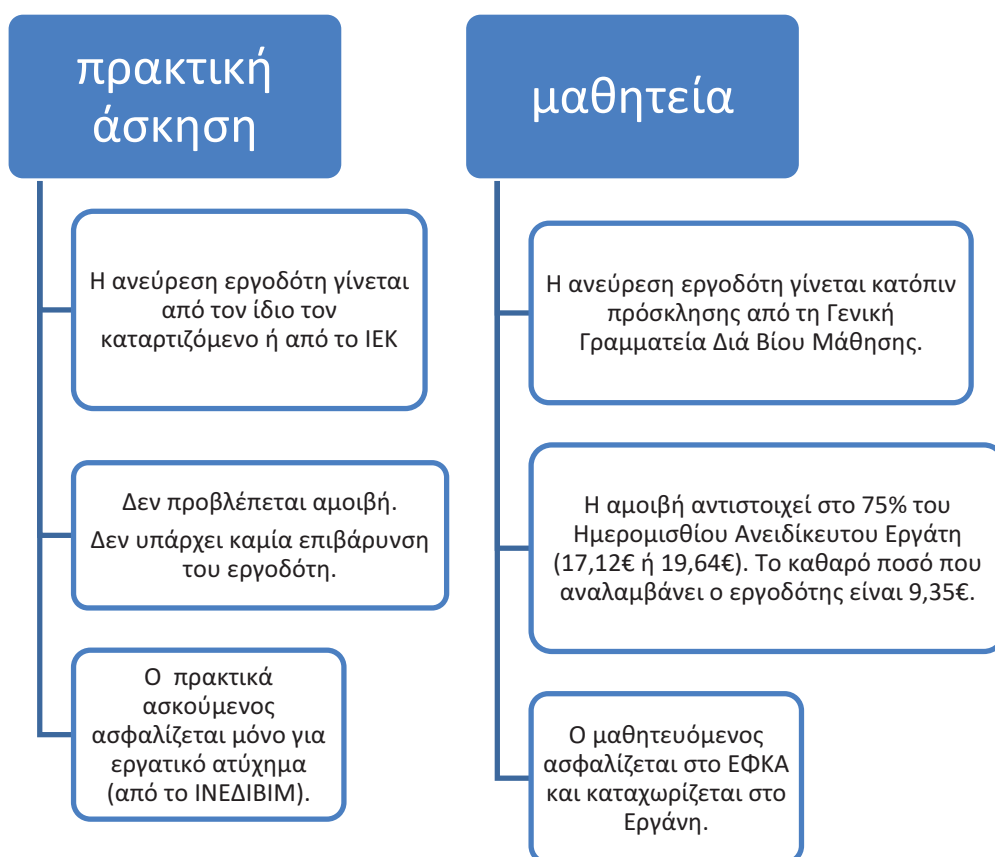 πρακτική
άσκηση
Η ανεύρεση εργοδότη γίνεται
από τον ίδιο τον
καταρτιζόμενο ή από το ΙΕΚ
Δεν προβλέπεται αμοιβή.
Δεν υπάρχει καμία επιβάρυνση
του εργοδότη.
Ο πρακτικά
ασκούμενος
ασφαλίζεται μόνο για
εργατικό ατύχημα
(από το ΙΝΕΔΙΒΙΜ).
μαθητεία
Η ανεύρεση εργοδότη γίνεται κατόπιν
πρόσκλησης από τη Γενική
Γραμματεία Διά Βίου Μάθησης.
Η αμοιβή αντιστοιχεί στο 75% του
Ημερομισθίου Ανειδίκευτου Εργάτη
(17,12€ ή 19,64€). Το καθαρό ποσό που
αναλαμβάνει ο εργοδότης είναι 9,35€.
Ο μαθητευόμενος
ασφαλίζεται στο ΕΦΚΑ
και καταχωρίζεται στο
Εργάνη.